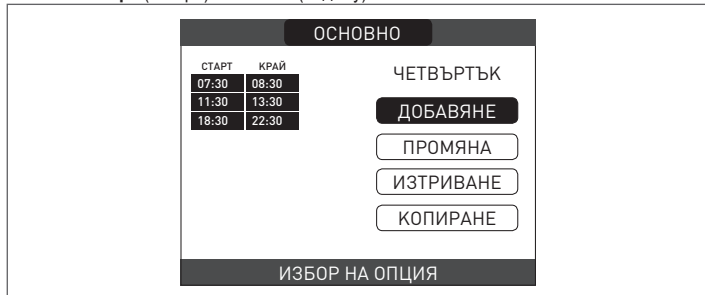 ОСНОВНО
СТАРТ КРАЙ
07:30 08:30
11:30 13:30
18:30 22:30
ЧЕТВЪРТЪК
ДОБАВЯНЕ
ПРОМЯНА
ИЗТРИВАНЕ
КОПИРАНЕ
ИЗБОР НА ОПЦИЯ